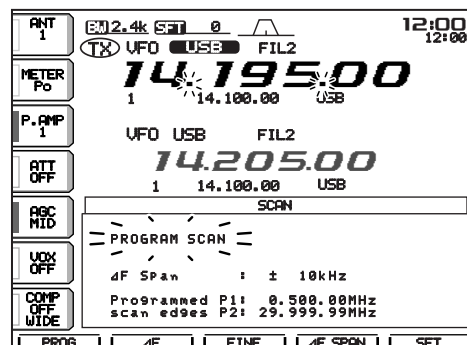 ANT
1
BW 2.4k SFT 0
12:00
12:00
TX VFO USB FIL2
METER
Po
14.195.00
1 14.100.00 USB
P.AMP
1
VFO USB FIL2
ATT
OFF
14.205.00
1 14.100.00 USB
AGC
MID
SCAN
PROGRAM SCAN
VOX
OFF
⊿F Span : ± 10kHz
COMP
OFF
WIDE
Programmed P1: 0.500.00MHz
scan edges P2: 29.999.99MHz
PROG ⊿F FINE ⊿F SPAN SET